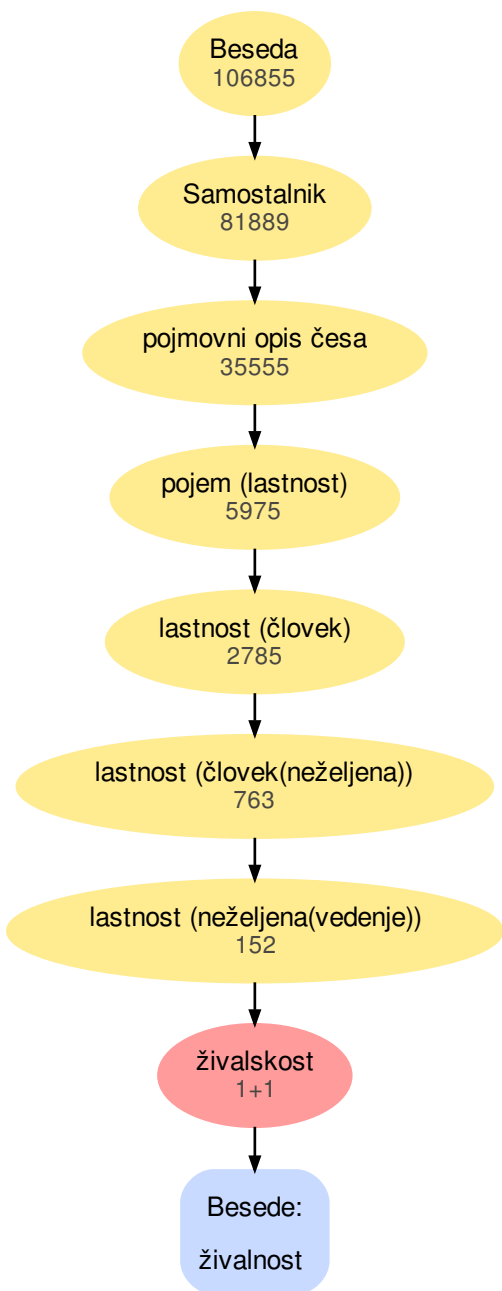 Beseda
106855
Samostalnik
81889
pojmovni opis česa
35555
pojem (lastnost)
5975
lastnost (človek)
2785
lastnost (človek(neželjena))
763
lastnost (neželjena(vedenje))
152
živalskost
1+1
Besede:
živalnost